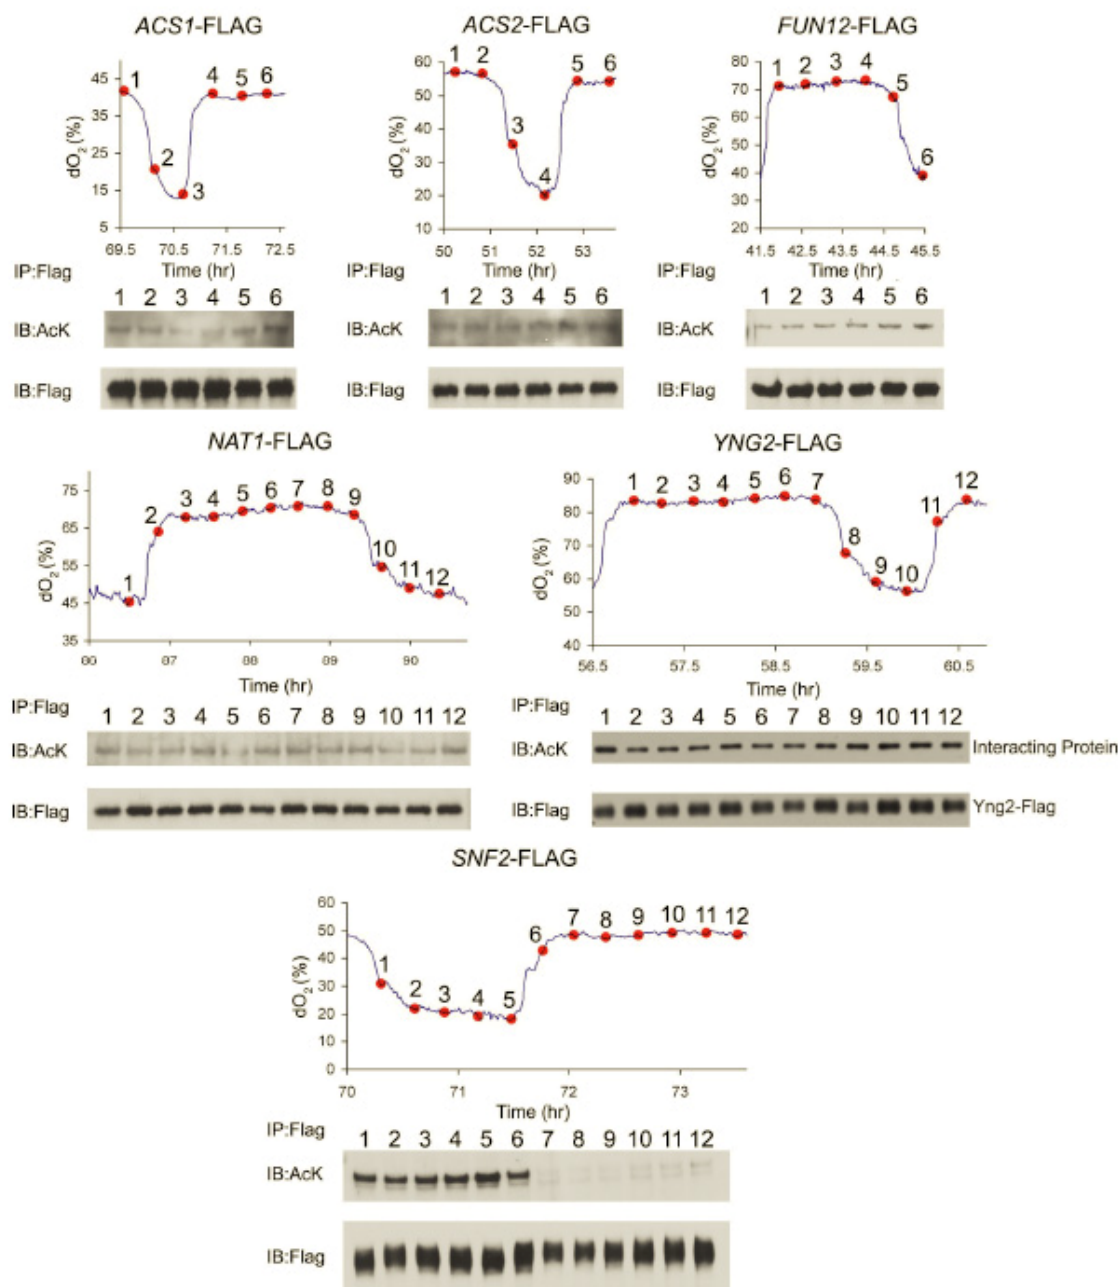 ACS1-FLAG
45
35
25
15
5
dO2 (%)
1
2
3
4
5
6
69.5 70.5 71.5 72.5
Time (hr)
IP:Flag
1 2 3 4 5 6
IB:AcK
IB:Flag
ACS2-FLAG
60
50
40
30
20
10
dO2 (%)
1
2
3
4
5
6
50 51 52 53
Time (hr)
IP:Flag
1 2 3 4 5 6
IB:AcK
IB:Flag
FUN12-FLAG
80
70
60
50
40
30
20
dO2 (%)
1
2
3
4
5
6
41.5 42.5 43.5 44.5 45.5
Time (hr)
IP:Flag
1 2 3 4 5 6
IB:AcK
IB:Flag
NAT1-FLAG
75
65
55
45
35
dO2 (%)
1
2
3
4
5
6
7
8
9
10
11
12
90
Time (hr)
IP:Flag
1 2 3 4 5 6 7 8 9 10 11 12
IB:AcK
IB:Flag
YNG2-FLAG
90
80
70
60
50
40
dO2 (%)
1
2
3
4
5
6
7
8
9
10
11
12
56.5 57.5 58.5 59.5 60.5
Time (hr)
IP:Flag
1 2 3 4 5 6 7 8 9 10 11 12
IB:AcK
Interacting Protein
IB:Flag
Yng2-Flag
SNF2-FLAG
60
50
40
30
20
10
0
dO2 (%)
1
2
3
4
5
6
7
8
9
10
11
12
70 71 72 73
Time (hr)
IP:Flag
1 2 3 4 5 6 7 8 9 10 11 12
IB:AcK
IB:Flag